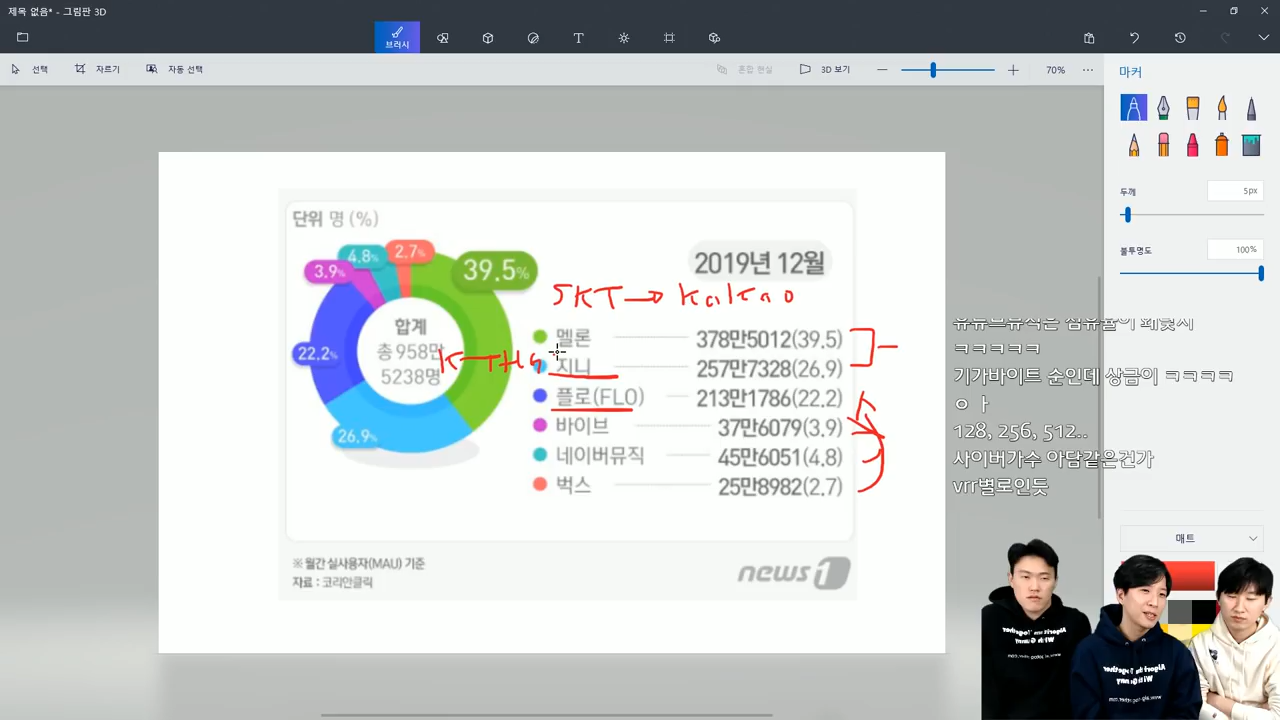 제목 없음* - 그림판 3D
브러시
선택
자르기
자동 선택
혼합 현실
3D 보기
70%
마커
두께
5px
불투명도
100%
매트
단위 명 (%)
2019년 12월
39.5%
2.7%
4.8%
3.9%
22.2%
26.9%
합계
총 958만
5238명
SKT → Kakao
멜론 378만5012(39.5)
KTH
지니 257만7328(26.9)
플로(FLO) 213만1786(22.2)
바이브 37만6079(3.9)
네이버뮤직 45만6051(4.8)
벅스 25만8982(2.7)
※ 월간 실사용자(MAU) 기준
자료 : 코리안클릭
news1
ㅋㅋㅋㅋㅋ
기가바이트 순인데 상금이 ㅋㅋㅋㅋ
ㅇ ㅏ
128, 256, 512..
사이버가수 아담같은건가
vrr별로인듯